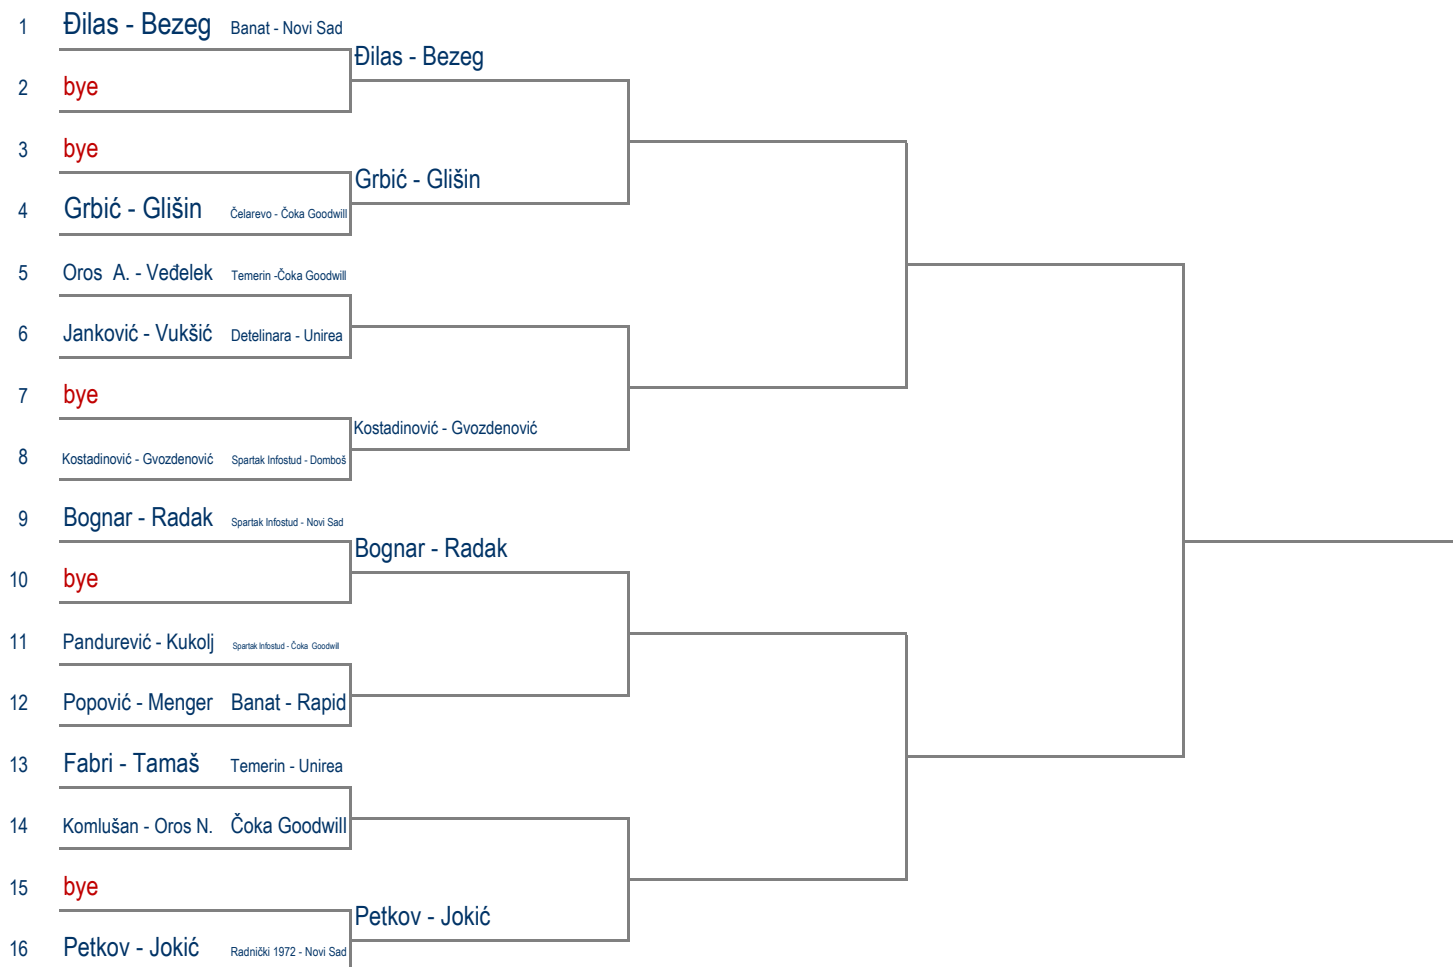 1 Đilas - Bezeg Banat - Novi Sad
Đilas - Bezeg
2 bye
3 bye
Grbić - Glišin
4 Grbić - Glišin Čelarevo - Čoka Goodwill
5 Oros A. - Veđelek Temerin -Čoka Goodwill
6 Janković - Vukšić Detelinara - Unirea
7 bye
Kostadinović - Gvozdenović
8 Kostadinović - Gvozdenović Spartak Infostud - Domboš
9 Bognar - Radak Spartak Infostud - Novi Sad
Bognar - Radak
10 bye
11 Pandurević - Kukolj Spartak Infostud - Čoka Goodwill
12 Popović - Menger Banat - Rapid
13 Fabri - Tamaš Temerin - Unirea
14 Komlušan - Oros N. Čoka Goodwill
15 bye
Petkov - Jokić
16 Petkov - Jokić Radnički 1972 - Novi Sad